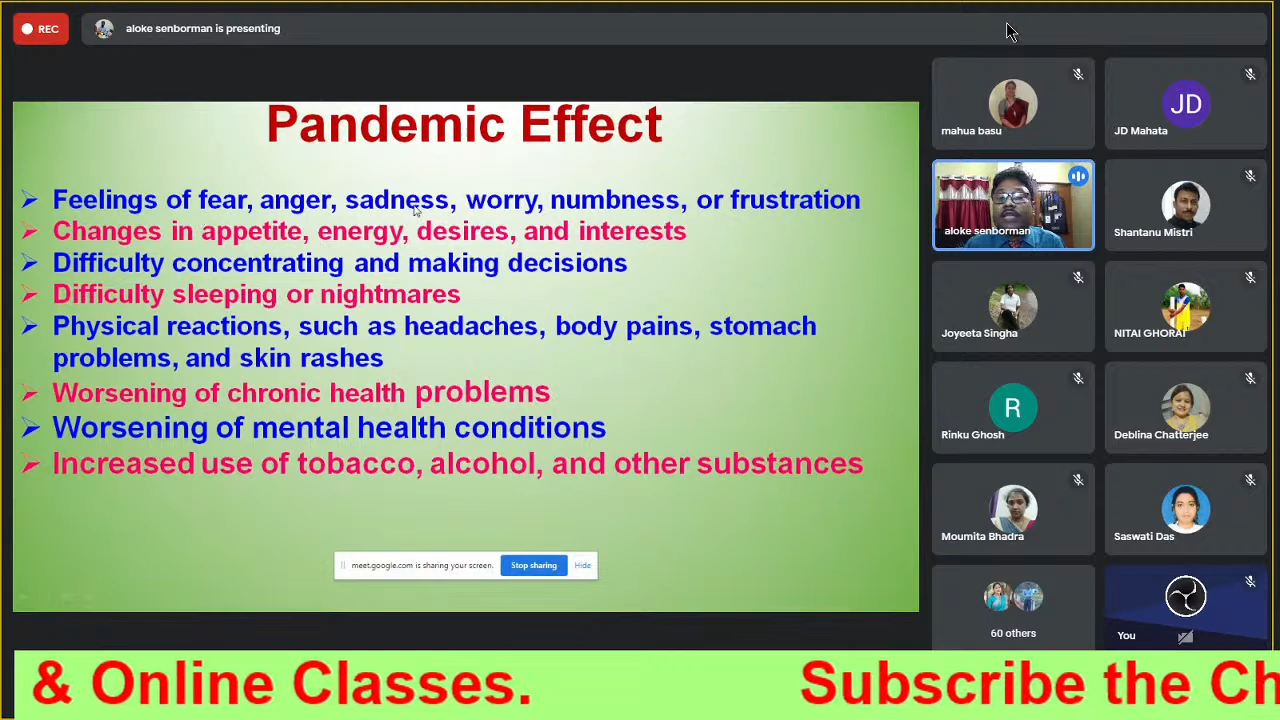 REC
aloke senborman is presenting
Pandemic Effect
Feelings of fear, anger, sadness, worry, numbness, or frustration
Changes in appetite, energy, desires, and interests
Difficulty concentrating and making decisions
Difficulty sleeping or nightmares
Physical reactions, such as headaches, body pains, stomach
problems, and skin rashes
Worsening of chronic health problems
Worsening of mental health conditions
Increased use of tobacco, alcohol, and other substances
meet.google.com is sharing your screen.
Stop sharing
Hide
mahua basu
JD
JD Mahata
aloke senborman
Shantanu Mistri
Joyeeta Singha
NITAI GHORAI
R
Rinku Ghosh
Deblina Chatterjee
Moumita Bhadra
Saswati Das
60 others
You
& Online Classes.
Subscribe the Ch